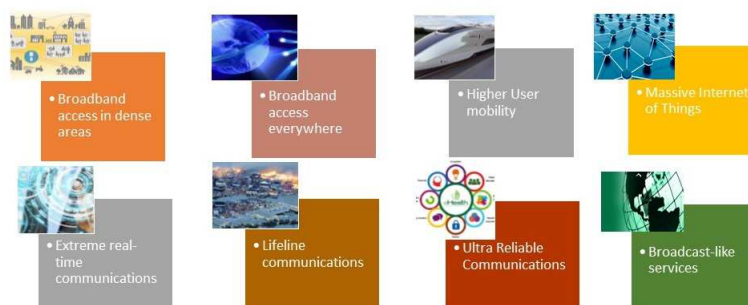 • Broadband
access in dense
areas
• Broadband
access
everywhere
• Higher User
mobility
• Massive Internet
of Things
• Extreme real-
time
communications
• Lifeline
communications
eHealth
• Ultra Reliable
Communications
• Broadcast-like
services